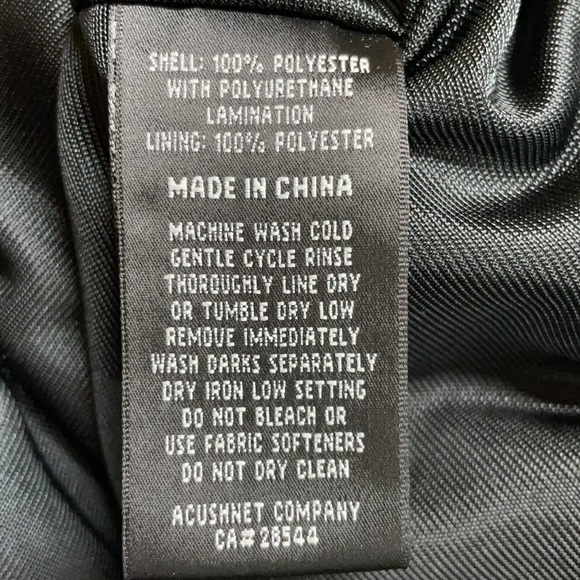 SHELL: 100% POLYESTER
WITH POLYURETHANE
LAMINATION
LINING: 100% POLYESTER
MADE IN CHINA
MACHINE WASH COLD
GENTLE CYCLE RINSE
THOROUGHLY LINE DRY
OR TUMBLE DRY LOW
REMOVE IMMEDIATELY
WASH DARKS SEPARATELY
DRY IRON LOW SETTING
DO NOT BLEACH OR
USE FABRIC SOFTENERS
DO NOT DRY CLEAN
ACUSHNET COMPANY
CA# 28544